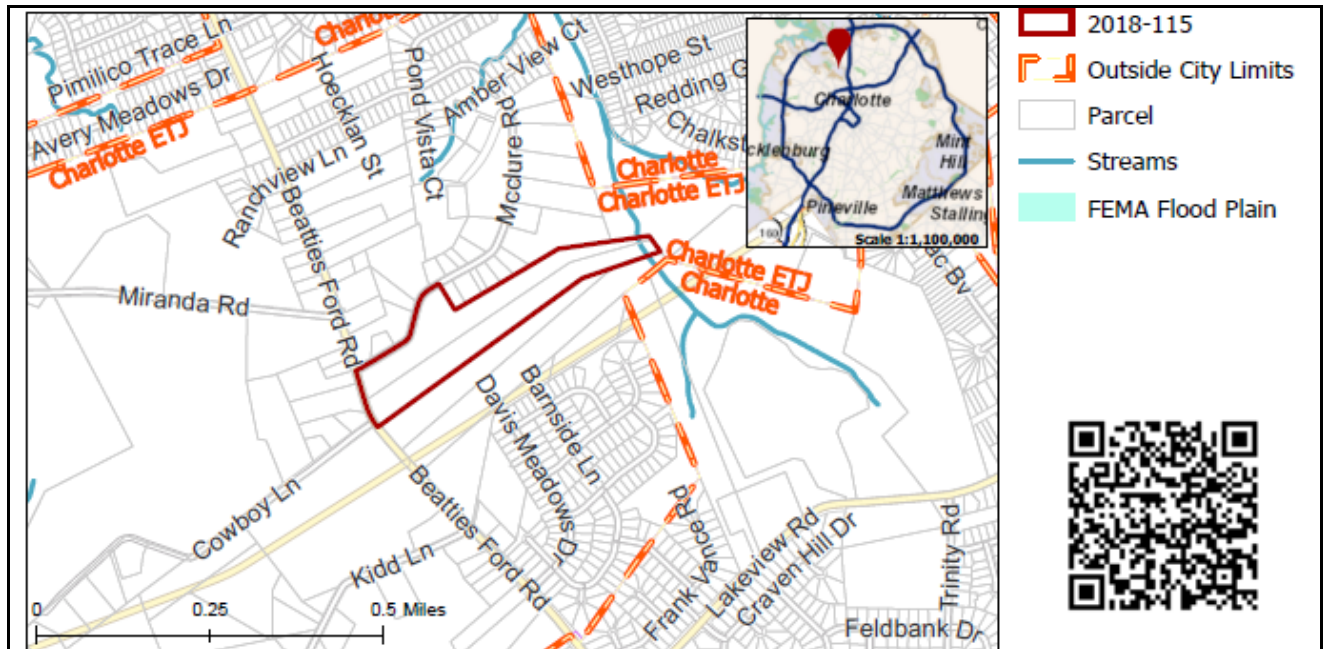 Pimilico Trace Ln
Avery Meadows Dr
Charlotte ETJ
Hoecklan St
Pond Vista Ct
Amber View Ct
Mcclure Rd
Westhope St
Redding
Ranchview Ln
Beatties Ford Rd
Miranda Rd
Charlotte
Charlotte ETJ
Charlotte ETJ
Charlotte
Cowboy Ln
Kidd Ln
Beatties Ford Rd
Davis Meadows Dr
Barnside Ln
Frank Vance Rd
Lakeview Rd
Craven Hill Dr
Trinity Rd
Feldbank Dr
0 0.25 0.5 Miles
Charlotte
cklenburg
Mint
Hill
Matthews
Stallin
Pineville
160
Scale 1:1,100,000
2018-115
Outside City Limits
Parcel
Streams
FEMA Flood Plain